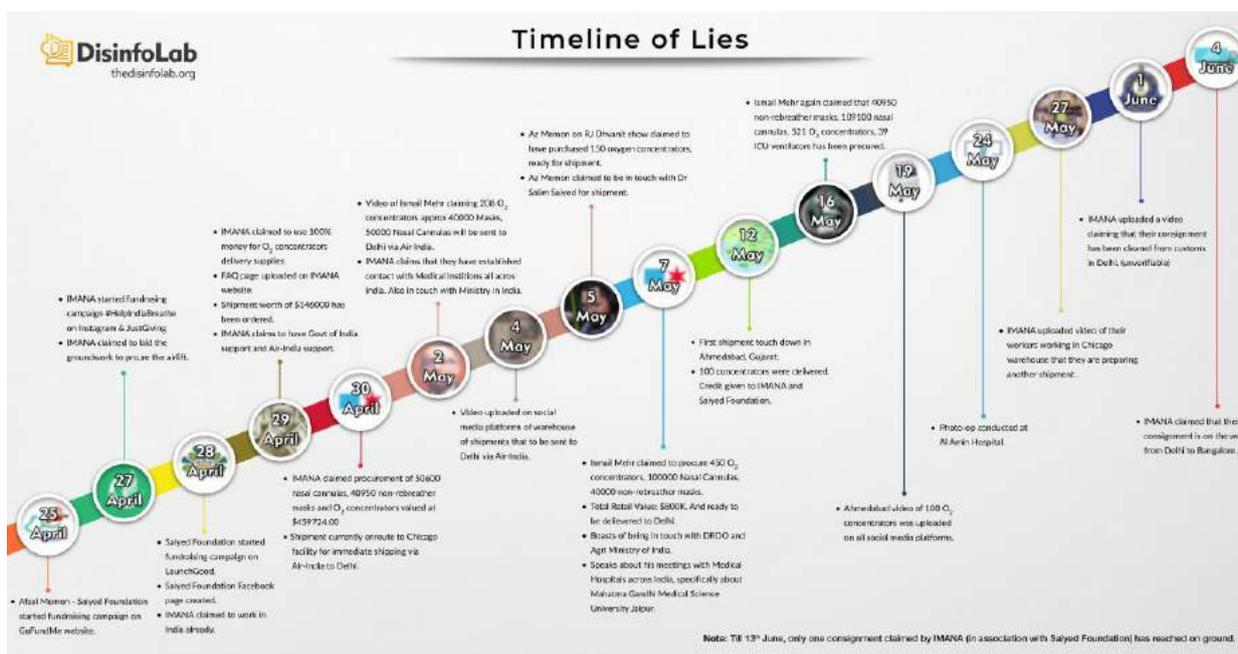 DisinfoLab
thedisinfolab.org
Timeline of Lies
25
April
• Afzal Memon - Saiyed Foundation
started fundraising campaign on
GoFundMe website.
27
April
• IMANA started fundraising
campaign #HelpIndiaBreathe
on Instagram & JustGiving
• IMANA claimed to laid the
groundwork to procure the airlift.
28
April
• Saiyed Foundation started
fundraising campaign on
LaunchGood.
• Saiyed Foundation Facebook
page created.
• IMANA claimed to work in
India already.
29
April
• IMANA claimed to use 100%
money for O₂ concentrators
delivery supplies.
• FAQ page uploaded on IMANA
website.
• Shipment worth of $146000 has
been ordered.
• IMANA claims to have Govt of India
support and Air-India support.
30
April
• IMANA claimed procurement of 50600
nasal cannulas, 40950 non-rebreather
masks and O₂ concentrators valued at
$459724.00
• Shipment currently enroute to Chicago
facility for immediate shipping via
Air-India to Delhi.
2
May
• Video of Ismail Mehr claiming 208 O₂
concentrators approx 40000 Masks,
50000 Nasal Cannulas will be sent to
Delhi via Air India.
• IMANA claims that they have established
contact with Medical Institions all acros
India. Also in touch with Ministry in India.
4
May
• Video uploaded on social
media platforms of warehouse
of shipments that to be sent to
Delhi via Air-India.
5
May
• Az Memon on RJ Dhvanit show claimed to
have purchased 150 oxygen concentrators,
ready for shipment.
• Az Memon claimed to be in touch with Dr
Salim Saiyed for shipment.
7
May
• Ismail Mehr claimed to procure 450 O₂
concentrators, 100000 Nasal Cannulas,
40000 non-rebreather masks.
• Total Retail Value: $800K. And ready to
be delievered to Delhi.
• Boasts of being in touch with DRDO and
Agri Ministry of India.
• Speaks about his meetings with Medical
Hospitals across India, specifically about
Mahatma Gandhi Medical Science
University Jaipur.
12
May
• First shipment touch down in
Ahmedabad, Gujarat.
• 100 concentrators were delivered.
Credit given to IMANA and
Saiyed Foundation.
16
May
• Ismail Mehr again claimed that 40950
non-rebreather masks, 109100 nasal
cannulas, 521 O₂ concentrators, 39
ICU ventilators has been precured.
19
May
• Ahmedabad video of 100 O₂
concentrators was uploaded
on all social media platforms.
24
May
• Photo-op conducted at
Al Amin Hospital.
27
May
• IMANA uploaded video of their
workers working in Chicago
warehouse that they are preparing
another shipment.
1
June
• IMANA uploaded a video
claiming that their consignment
has been cleared from customs
in Delhi. (unverifiable)
4
June
• IMANA claimed that thei
consignment is on the w
from Delhi to Bangalore.
Note: Till 13th June, only one consignment claimed by IMANA (in association with Saiyed Foundation) has reached on ground.